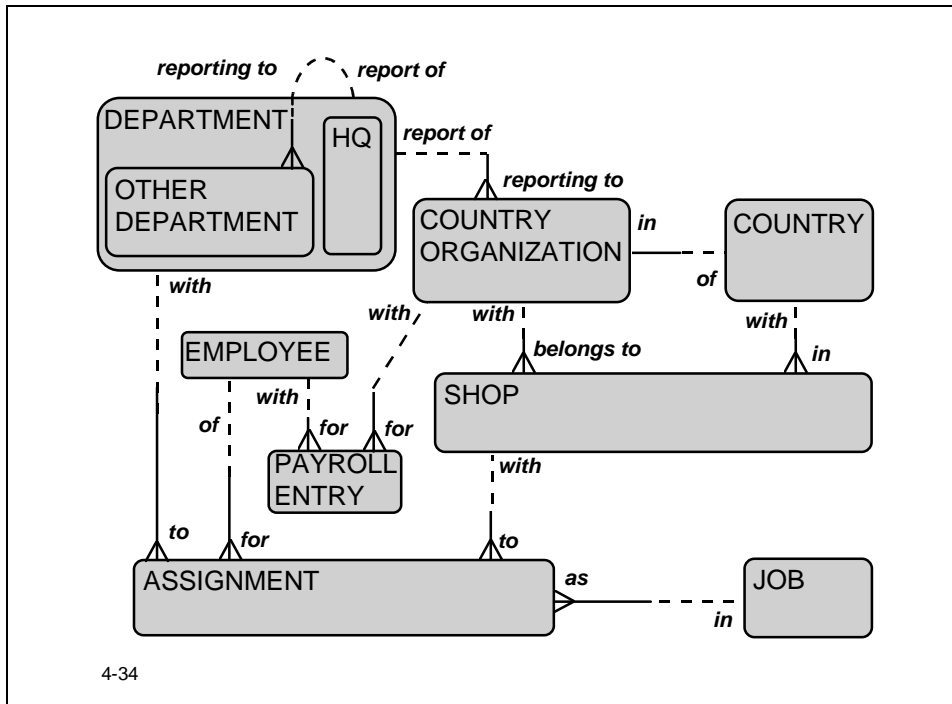 reporting to
report of
DEPARTMENT
HQ
report of
OTHER
DEPARTMENT
reporting to
COUNTRY
ORGANIZATION
in
of
COUNTRY
with
with
with
with
EMPLOYEE
belongs to
in
with
of
for
for
SHOP
PAYROLL
ENTRY
with
to
for
to
ASSIGNMENT
as
in
JOB
4-34